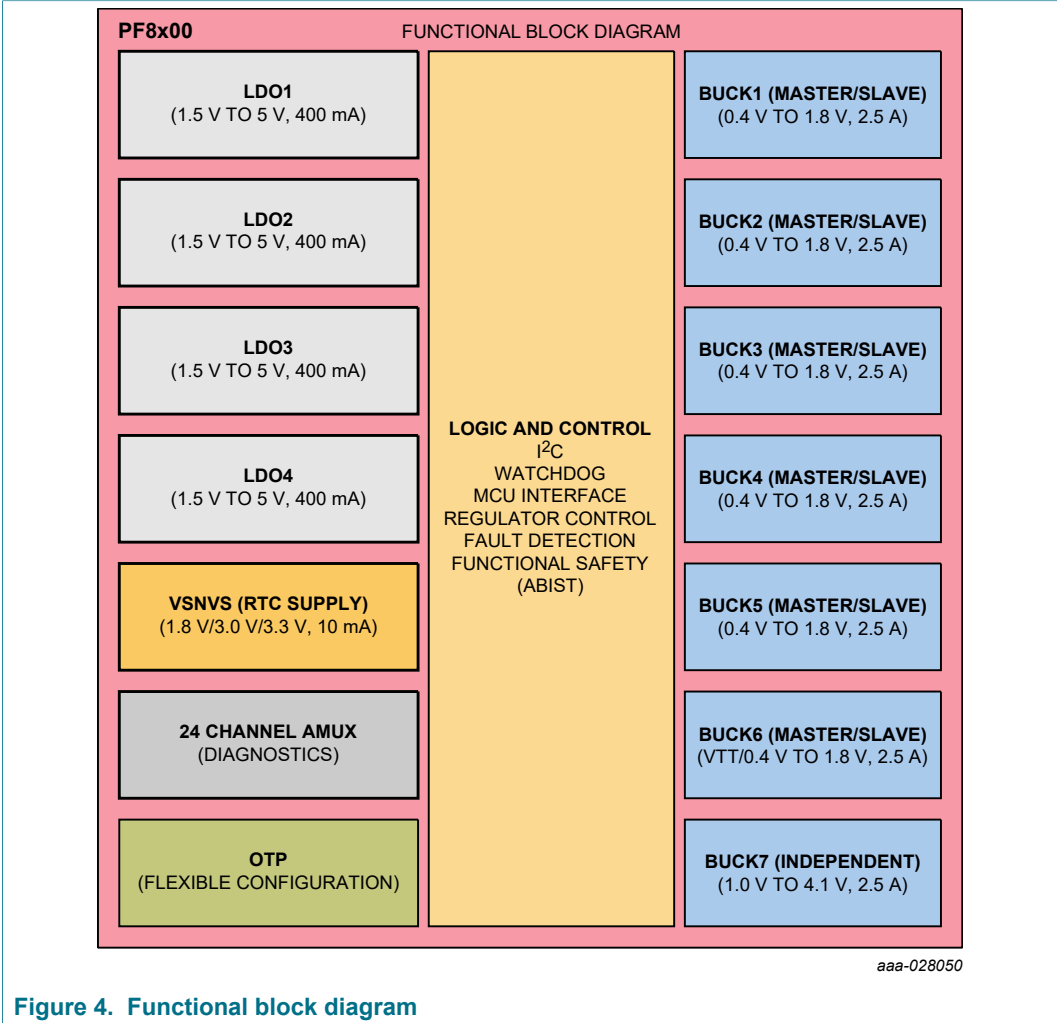 PF8x00 FUNCTIONAL BLOCK DIAGRAM
LDO1
(1.5 V TO 5 V, 400 mA)
LDO2
(1.5 V TO 5 V, 400 mA)
LDO3
(1.5 V TO 5 V, 400 mA)
LDO4
(1.5 V TO 5 V, 400 mA)
VSNVS (RTC SUPPLY)
(1.8 V/3.0 V/3.3 V, 10 mA)
24 CHANNEL AMUX
(DIAGNOSTICS)
OTP
(FLEXIBLE CONFIGURATION)
LOGIC AND CONTROL
I²C
WATCHDOG
MCU INTERFACE
REGULATOR CONTROL
FAULT DETECTION
FUNCTIONAL SAFETY
(ABIST)
BUCK1 (MASTER/SLAVE)
(0.4 V TO 1.8 V, 2.5 A)
BUCK2 (MASTER/SLAVE)
(0.4 V TO 1.8 V, 2.5 A)
BUCK3 (MASTER/SLAVE)
(0.4 V TO 1.8 V, 2.5 A)
BUCK4 (MASTER/SLAVE)
(0.4 V TO 1.8 V, 2.5 A)
BUCK5 (MASTER/SLAVE)
(0.4 V TO 1.8 V, 2.5 A)
BUCK6 (MASTER/SLAVE)
(VTT/0.4 V TO 1.8 V, 2.5 A)
BUCK7 (INDEPENDENT)
(1.0 V TO 4.1 V, 2.5 A)
aaa-028050
Figure 4. Functional block diagram